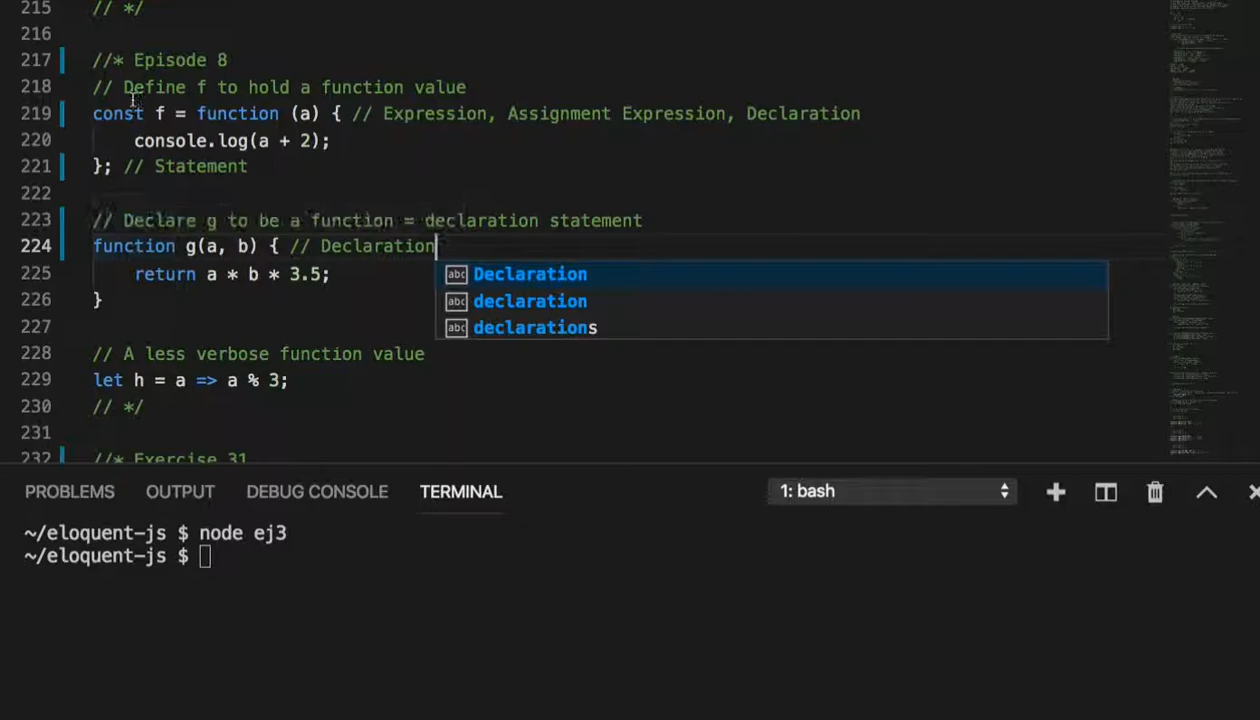 215 // */
216
217 //* Episode 8
218 // Define f to hold a function value
219 const f = function (a) { // Expression, Assignment Expression, Declaration
220 console.log(a + 2);
221 }; // Statement
222
223 // Declare g to be a function = declaration statement
224 function g(a, b) { // Declaration
225 return a * b * 3.5;
abc Declaration
226 }
abc declaration
227
abc declarations
228 // A less verbose function value
229 let h = a => a % 3;
230 // */
231
232 //* Exercise 31
PROBLEMS OUTPUT DEBUG CONSOLE TERMINAL 1: bash
~/eloquent-js $ node ej3
~/eloquent-js $